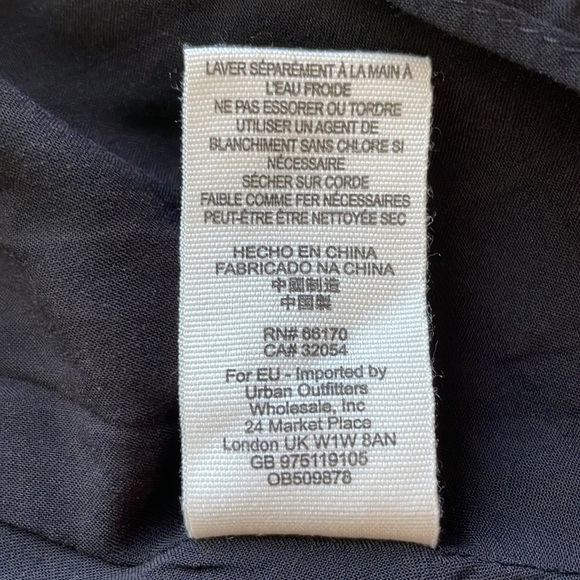 LAVER SÉPARÉMENT À LA MAIN À
L'EAU FROIDE
NE PAS ESSORER OU TORDRE
UTILISER UN AGENT DE
BLANCHIMENT SANS CHLORE SI
NÉCESSAIRE
SÉCHER SUR CORDE
FAIBLE COMME FER NÉCESSAIRES
PEUT-ÊTRE ÊTRE NETTOYÉE SEC
HECHO EN CHINA
FABRICADO NA CHINA
中國制造
中国製
RN# 66170
CA# 32054
For EU - Imported by
Urban Outfitters
Wholesale, Inc
24 Market Place
London UK W1W 8AN
GB 975119105
OB509878